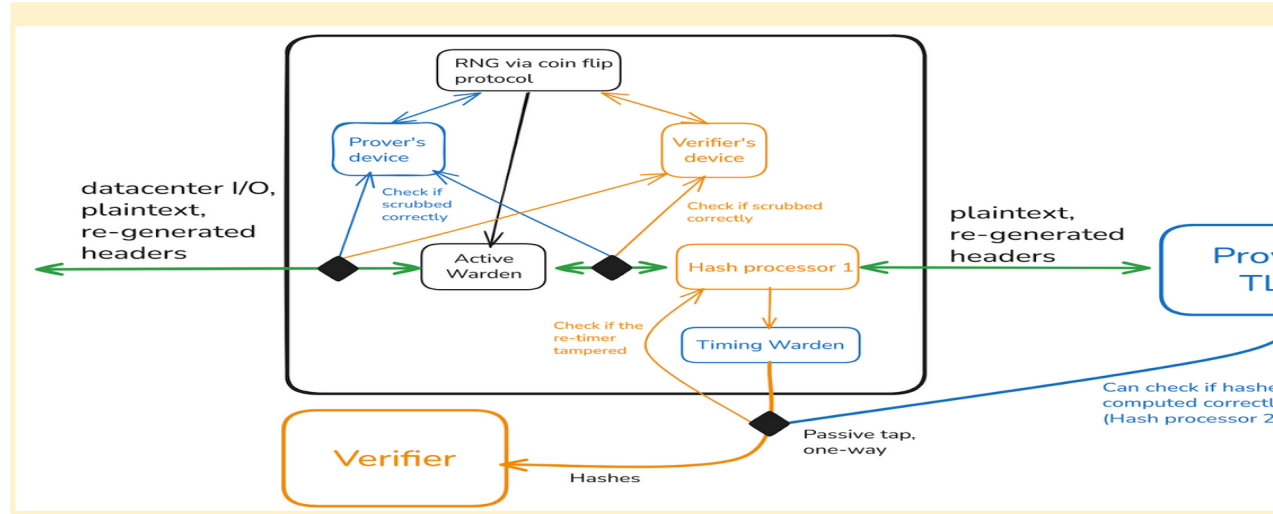 RNG via coin flip
protocol
Prover's
device
Verifier's
device
Check if
scrubbed
correctly
Check if scrubbed
correctly
datacenter I/O,
plaintext,
re-generated
headers
plaintext,
re-generated
headers
Active
Warden
Hash processor 1
Check if the
re-timer
tampered
Timing Warden
Can check if
computed
(Hash processor 2
Passive tap,
one-way
Verifier
Hashes